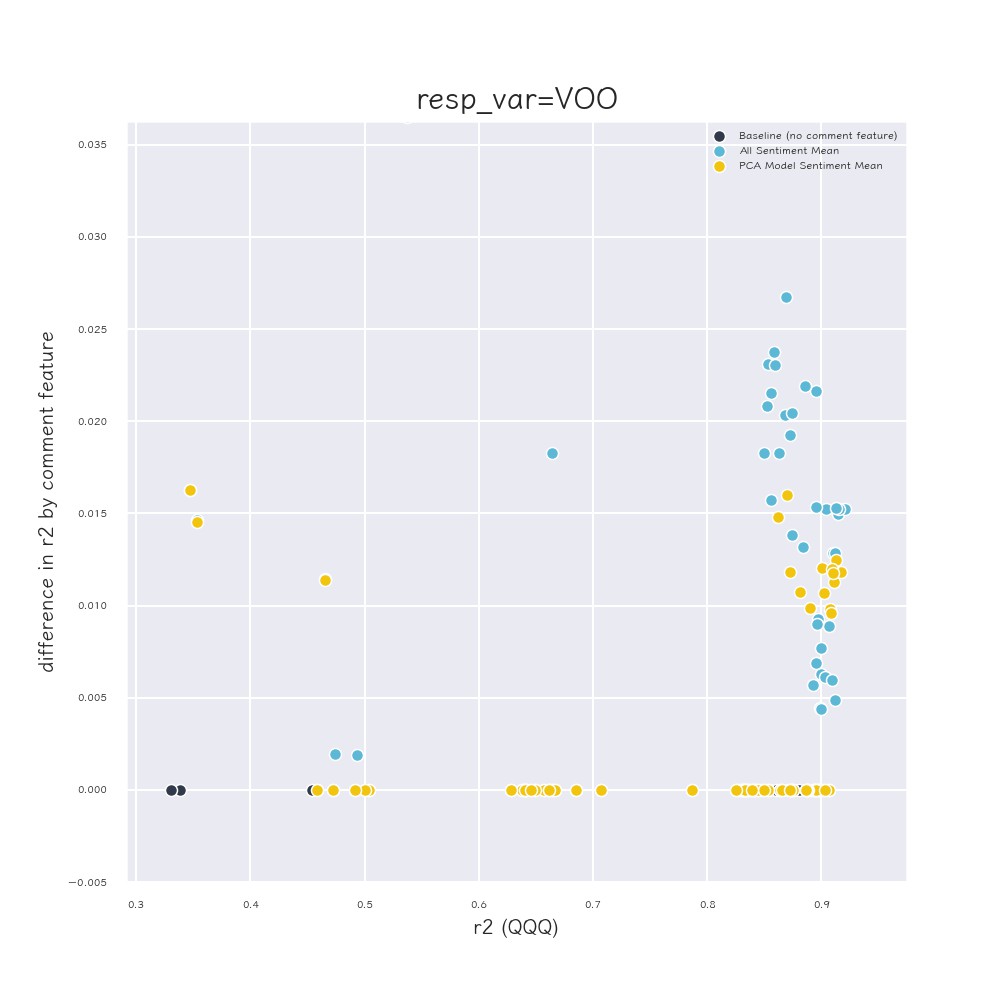 resp_var=VOO
Baseline (no comment feature)
All Sentiment Mean
PCA Model Sentiment Mean
difference in r2 by comment feature
0.035
0.030
0.025
0.020
0.015
0.010
0.005
0.000
−0.005
0.3 0.4 0.5 0.6 0.7 0.8 0.9
r2 (QQQ)